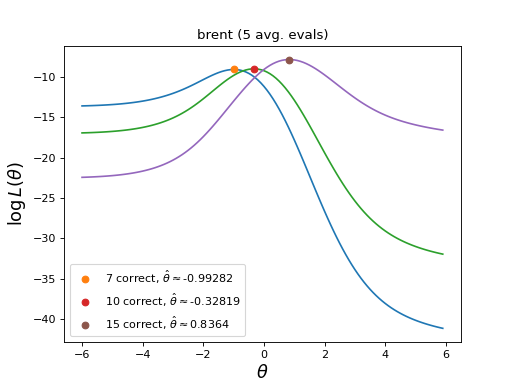 brent (5 avg. evals)
−10
−15
−20
−25
−30
−35
−40
log L(θ)
7 correct, θ̂ ≈ -0.99282
10 correct, θ̂ ≈ -0.32819
15 correct, θ̂ ≈ 0.8364
−6 −4 −2 0 2 4 6
θ